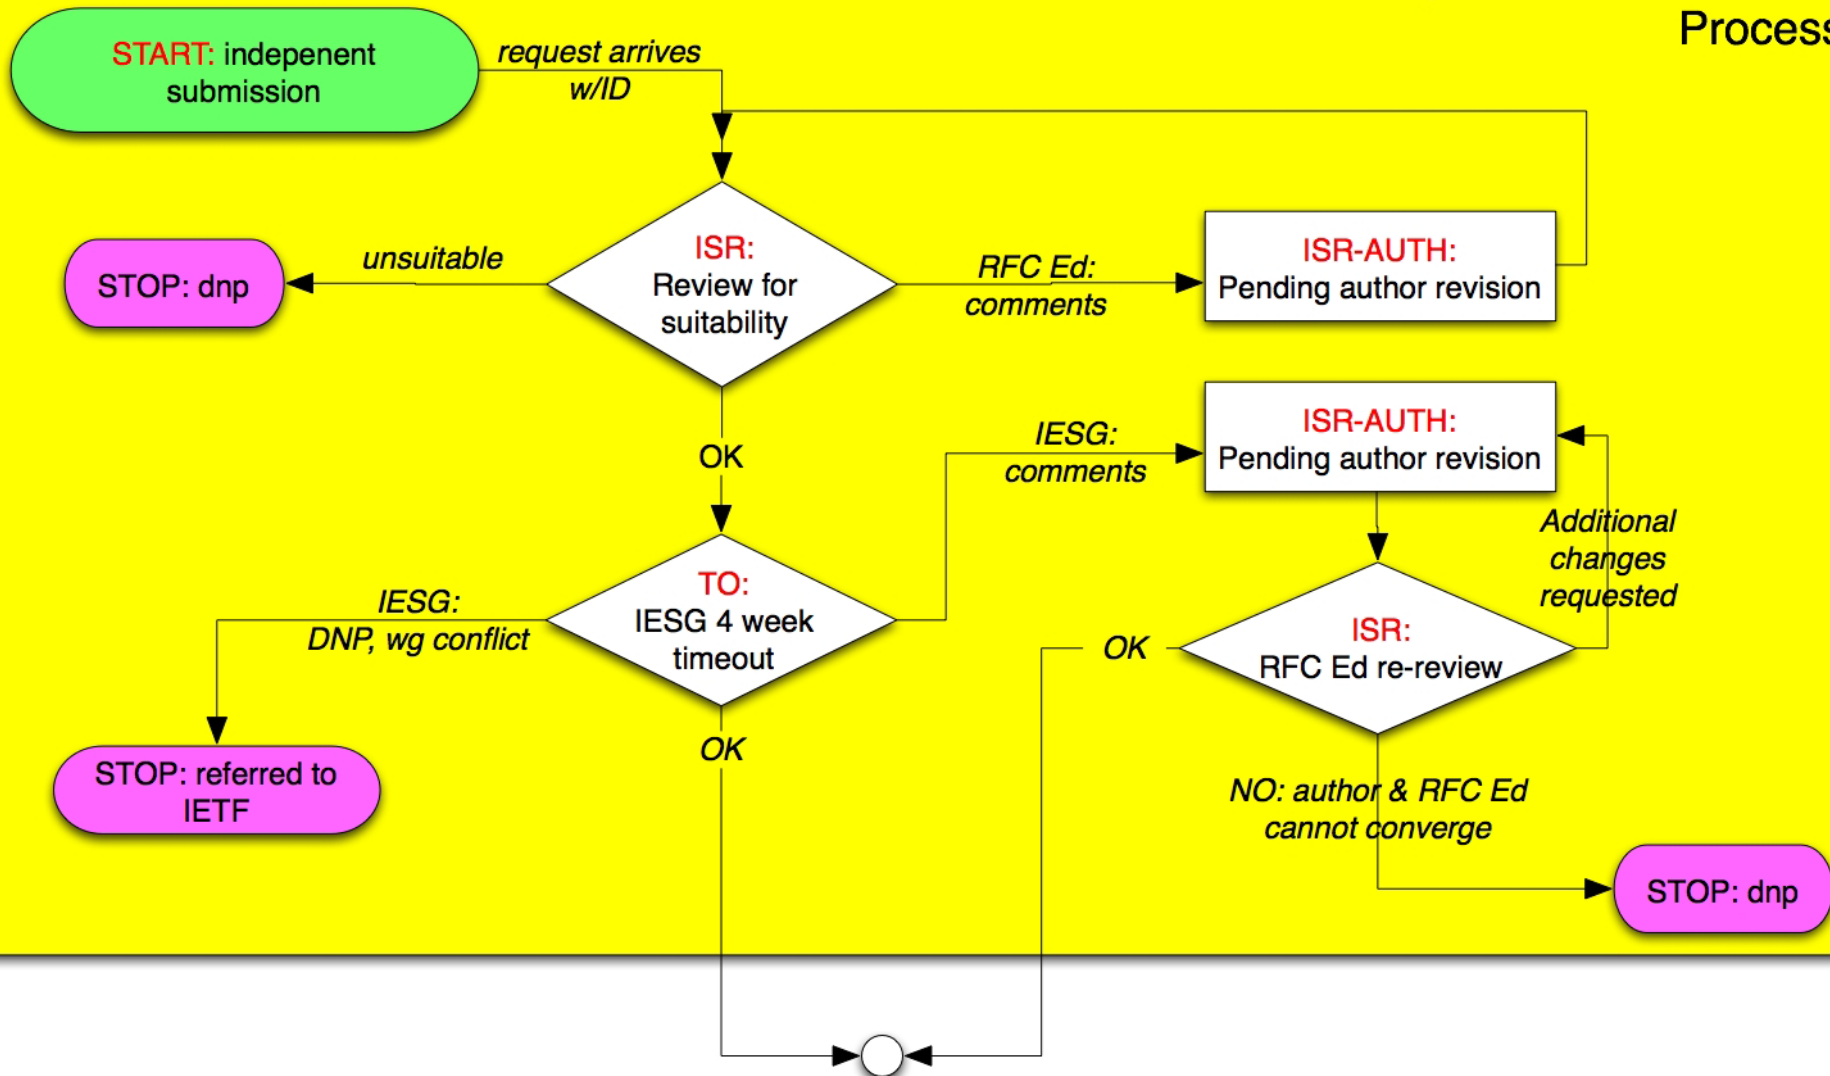 Process
START: indepenent
submission
request arrives
w/ID
unsuitable
STOP: dnp
ISR:
Review for
suitability
RFC Ed:
comments
ISR-AUTH:
Pending author revision
OK
IESG:
comments
ISR-AUTH:
Pending author revision
Additional
changes
requested
IESG:
DNP, wg conflict
TO:
IESG 4 week
timeout
OK
ISR:
RFC Ed re-review
STOP: referred to
IETF
OK
NO: author & RFC Ed
cannot converge
STOP: dnp